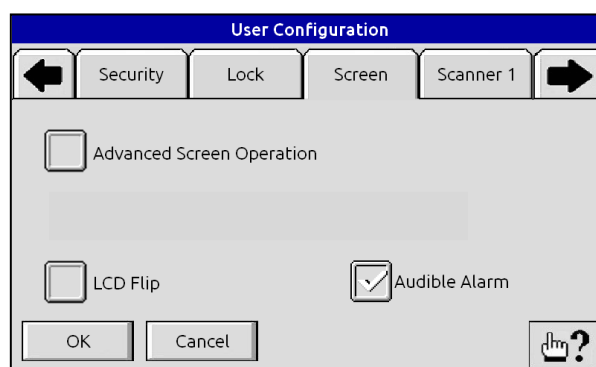 User Configuration
Security Lock Screen Scanner 1
Advanced Screen Operation
LCD Flip Audible Alarm
OK Cancel ?